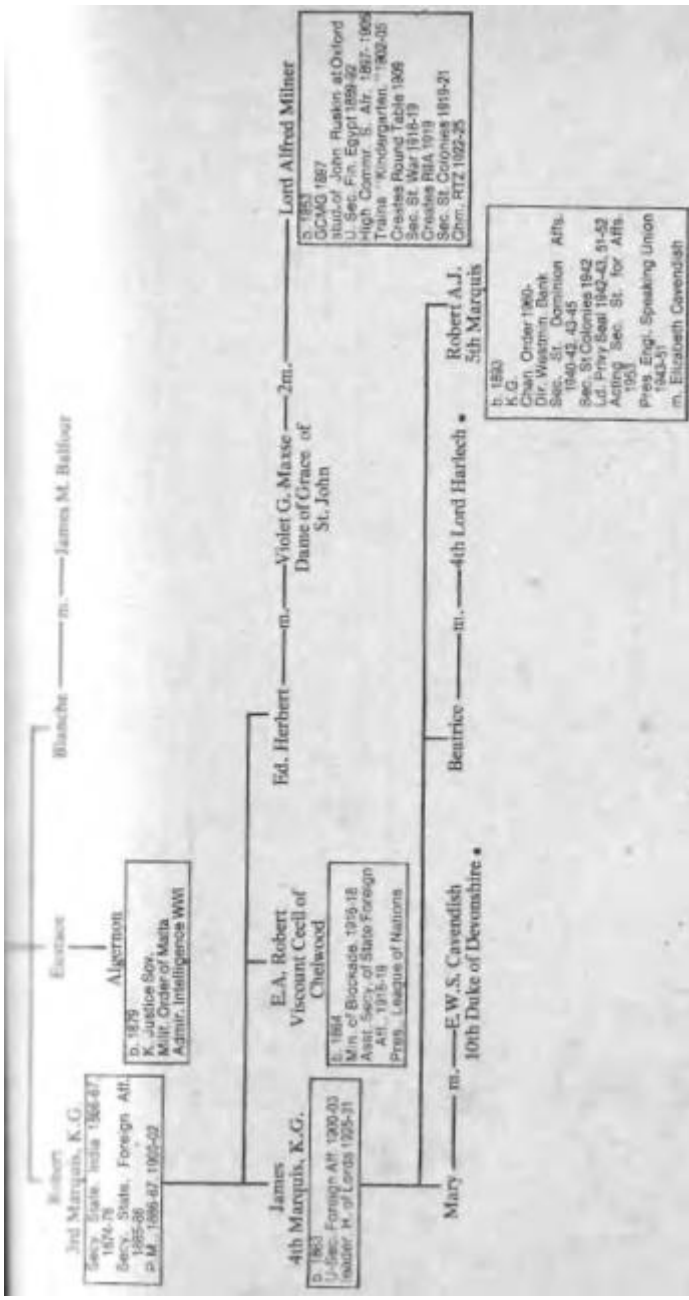 Robert
3rd Marquis, K.G
Secy. State, India 1866-67,
1874-78
Secy. State, Foreign Aff.
1885-86
P.M., 1886-87,
Eustace
Algernon
b. 1879
K. Justice Sov.
Milit. Order of Malta
Admir. Intelligence WWI
Blanche — m. — James M. Balfour
James
4th Marquis, K.G.
b. 1863
U-Sec. Foreign Aff. 1900-03
leader, H. of Lords 1925-31
E.A. Robert
Viscount Cecil of
Chelwood
b. 1864
Min. of Blockade, 1916-18
Asst. Secry. of State Foreign
Aff. 1918-19
Pres., League of Nations
Ed. Herbert — m. — Violet G. Maxse — 2m. — Lord Alfred Milner
Dame of Grace of
St. John
b. 1853
GCMG 1897
stud. of John Ruskin at Oxford
U. Sec. Fin. Egypt 1889-92
High Commr. S. Afr. 1897-1905
Trains "Kindergarten, "1902-05
Creates Round Table 1909
Sec. St. War 1918-19
Creates RIIA 1919
Sec. St. Colonies 1919-21
Chm., RTZ 1922-25
Mary — m. — E.W.S. Cavendish
10th Duke of Devonshire •
Beatrice — m. — 4th Lord Harlech •
Robert A.J.
5th Marquis
b. 1893
K.G.
Chan. Order 1960-
Dir. Westmin. Bank
Sec. St. Dominion Affs.
1940-42, 43-45
Sec. St Colonies 1942
Ld. Privy Seal 1942-43, 51-52
Acting Sec. St. for Affs.
1953
Pres. Engl. Speaking Union
1943-51
m. Elizabeth Cavendish